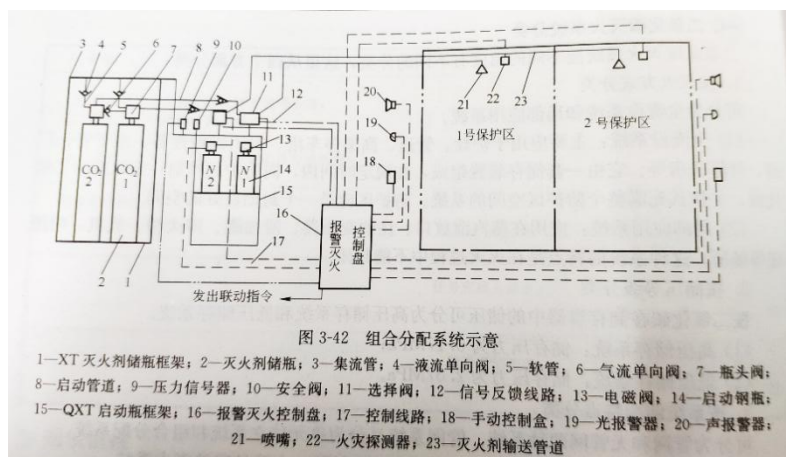 3 4 5 6 7 8 9 10 11 12
CO₂ 2
CO₂ 1
N 2
N 1
13
14
15
16
17
2 1
20
19
18
21 22 23
1号保护区
2 号保护区
报警灭火
控制盘
发出联动指令
图 3-42 组合分配系统示意
1—XT 灭火剂储瓶框架；2—灭火剂储瓶；3—集流管；4—液流单向阀；5—软管；6—气流单向阀；7—瓶头阀；
8—启动管道；9—压力信号器；10—安全阀；11—选择阀；12—信号反馈线路；13—电磁阀；14—启动钢瓶；
15—QXT启动瓶框架；16—报警灭火控制盘；17—控制线路；18—手动控制盒；19—光报警器；20—声报警器；
21—喷嘴；22—火灾探测器；23—灭火剂输送管道